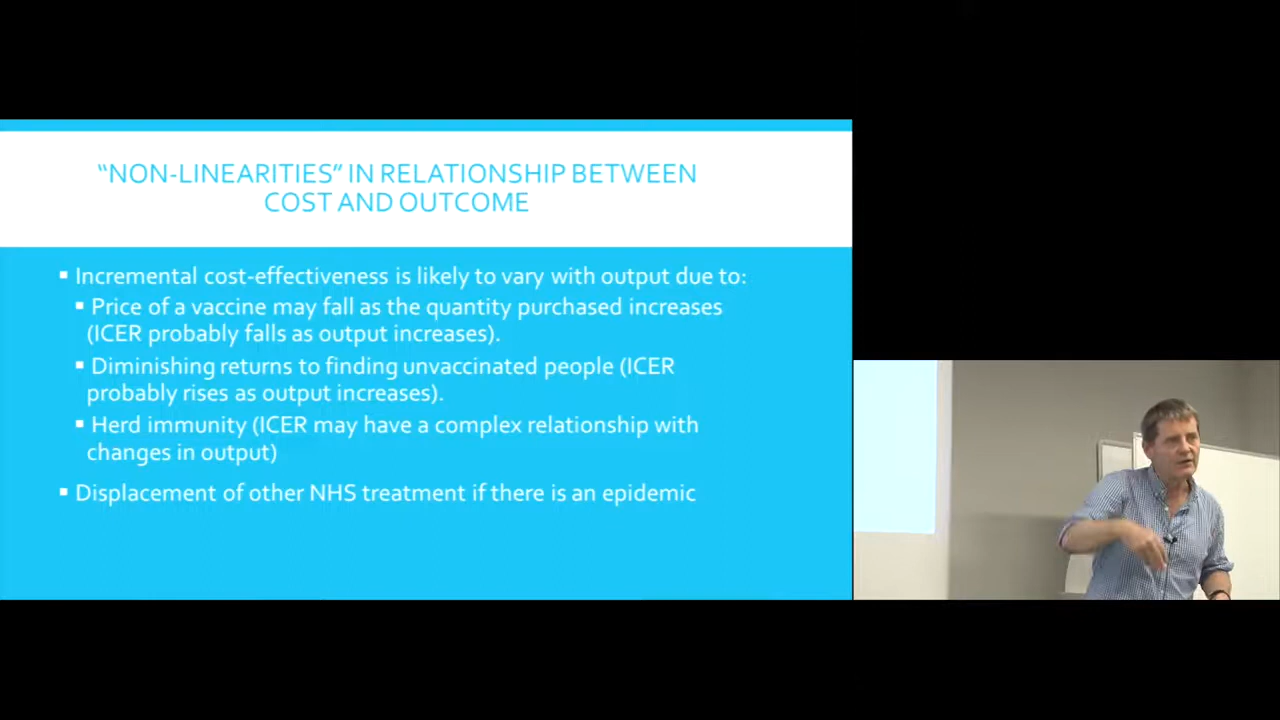 “NON-LINEARITIES” IN RELATIONSHIP BETWEEN
COST AND OUTCOME
▪ Incremental cost-effectiveness is likely to vary with output due to:
▪ Price of a vaccine may fall as the quantity purchased increases
(ICER probably falls as output increases).
▪ Diminishing returns to finding unvaccinated people (ICER
probably rises as output increases).
▪ Herd immunity (ICER may have a complex relationship with
changes in output)
▪ Displacement of other NHS treatment if there is an epidemic